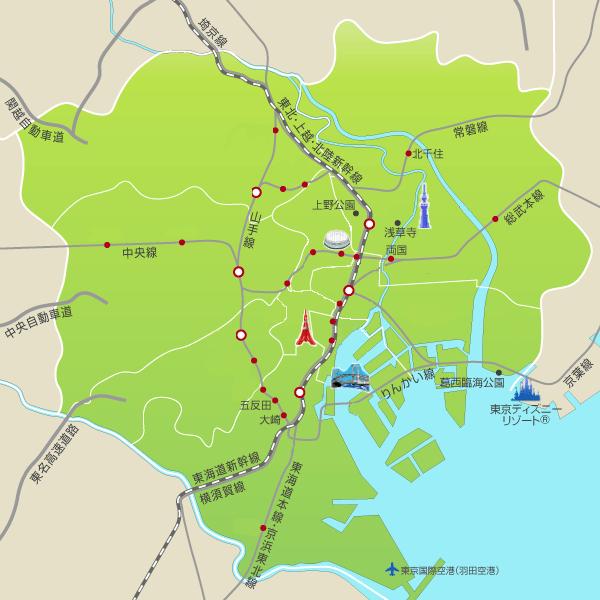 埼京線
関越自動車道
東北・上越・北陸新幹線
常磐線
北千住
上野公園
浅草寺
総武本線
両国
山手線
中央線
中央自動車道
りんかい線
葛西臨海公園
京葉線
東京ディズニー
リゾート®
五反田
大崎
東名高速道路
東海道新幹線
横須賀線
東海道本線・京浜東北線
東京国際空港(羽田空港)